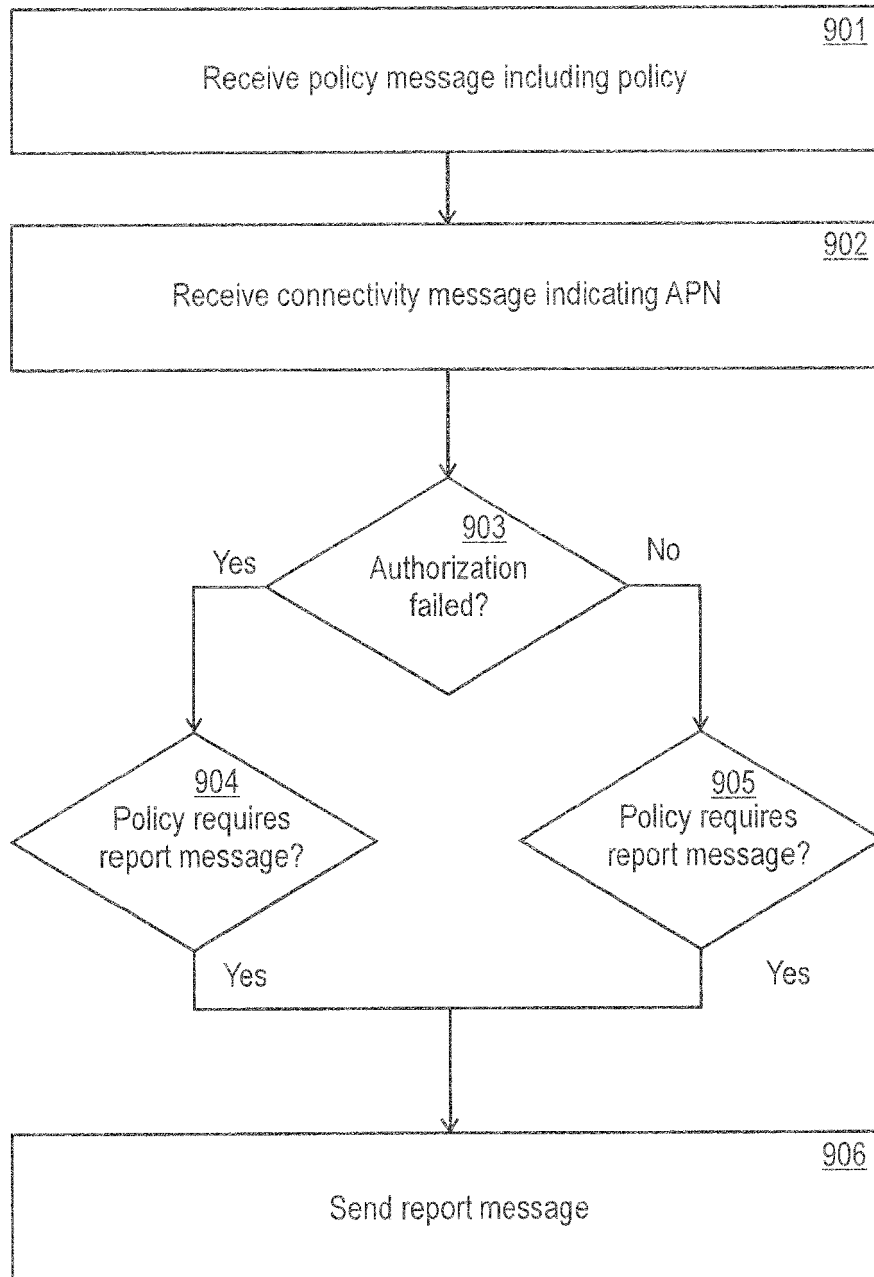 901
Receive policy message including policy
902
Receive connectivity message indicating APN
903
Yes
No
Authorization
failed?
904
Policy requires
report message?
905
Policy requires
report message?
Yes
Yes
906
Send report message